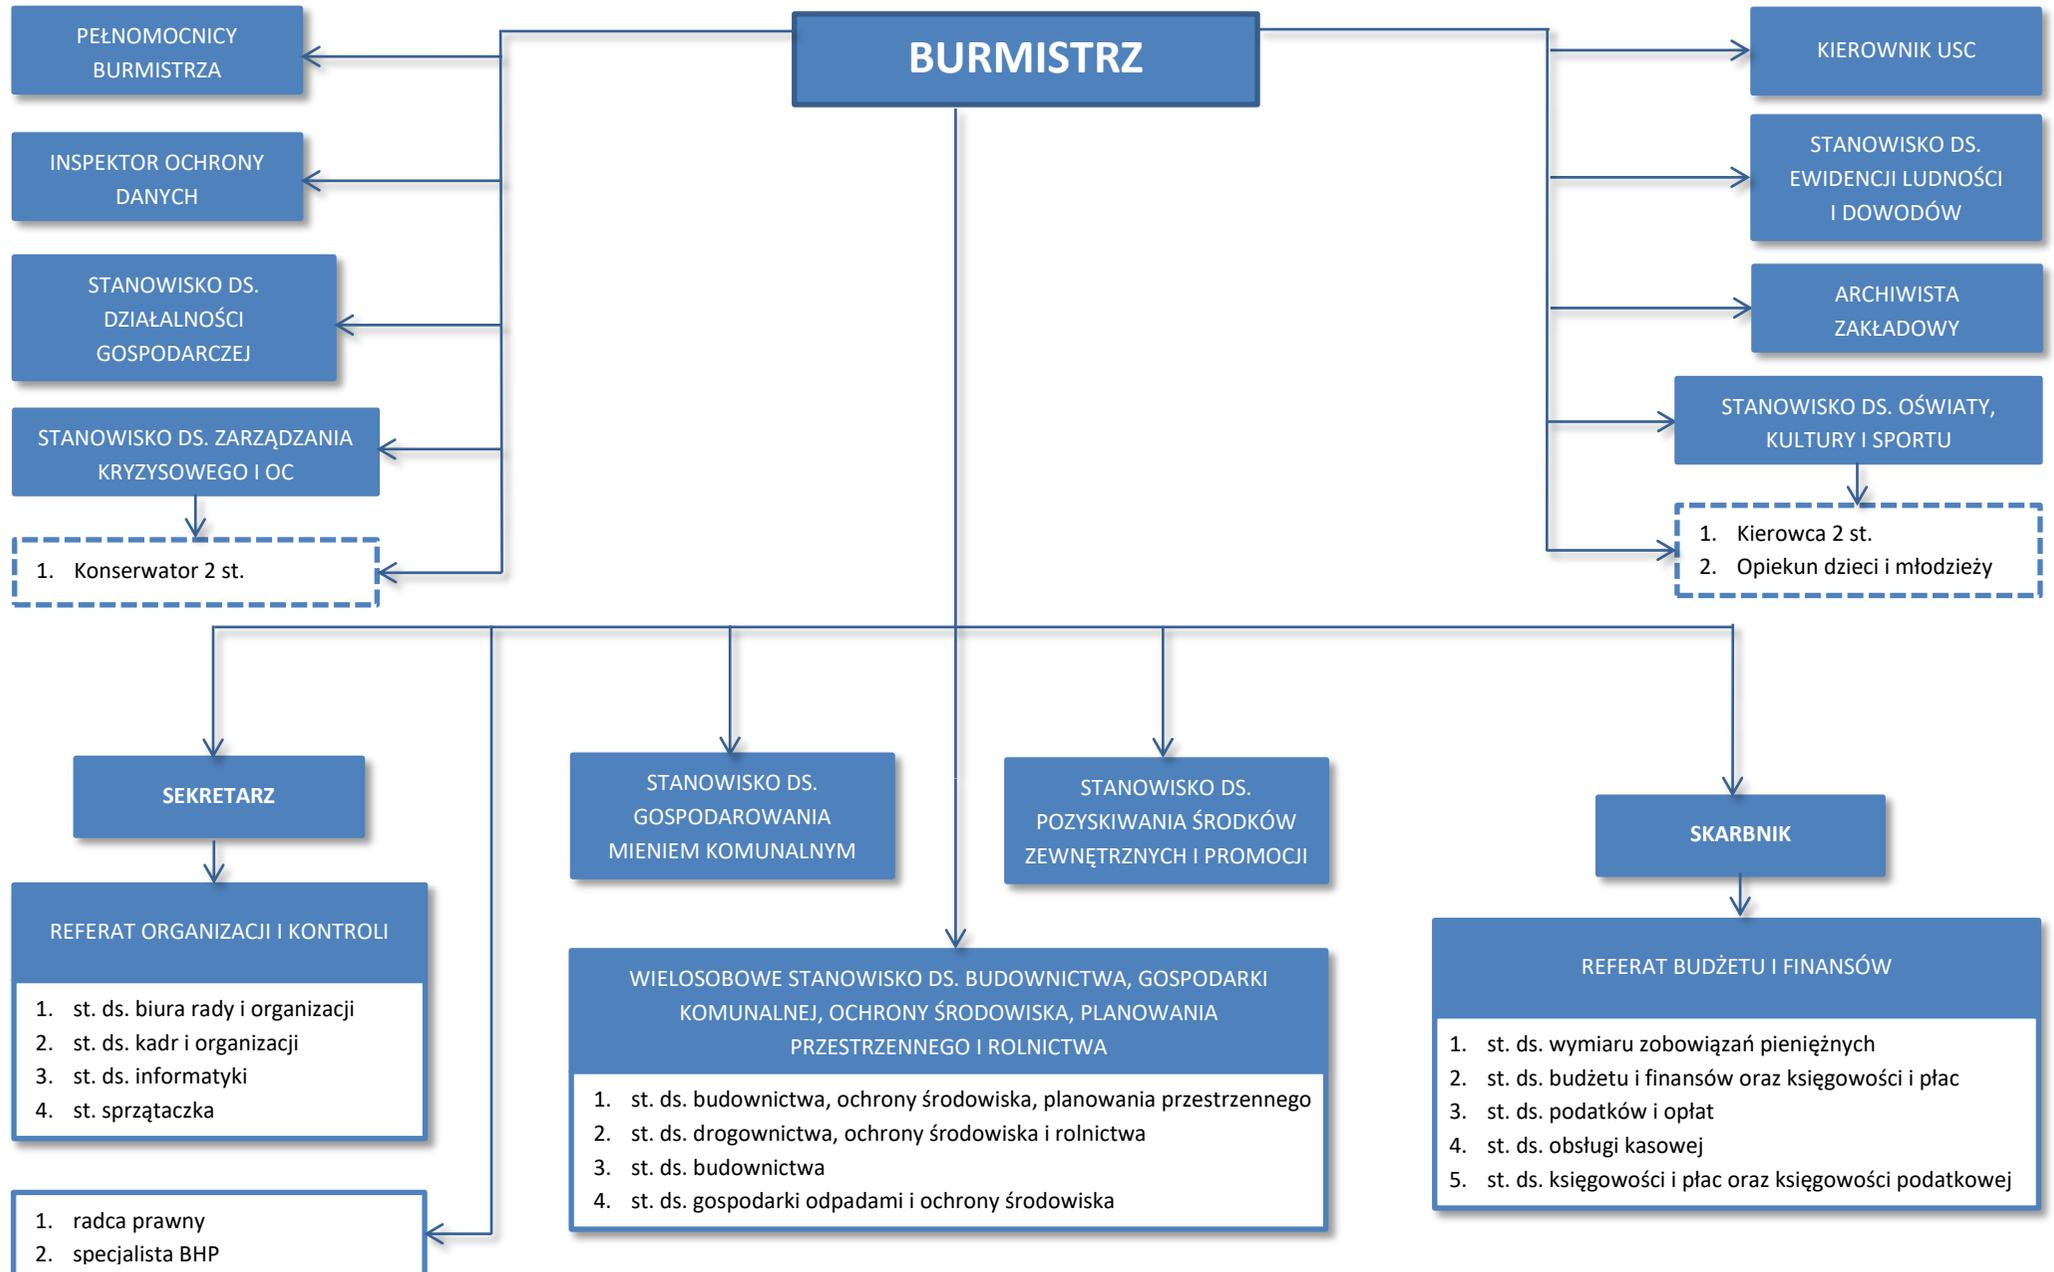 BURMISTRZ
PEŁNOMOCNICY
BURMISTRZA
INSPEKTOR OCHRONY
DANYCH
STANOWISKO DS.
DZIAŁALNOŚCI
GOSPODARCZEJ
STANOWISKO DS. ZARZĄDZANIA
KRYZYSOWEGO I OC
1. Konserwator 2 st.
KIEROWNIK USC
STANOWISKO DS.
EWIDENCJI LUDNOŚCI
I DOWODÓW
ARCHIWISTA
ZAKŁADOWY
STANOWISKO DS. OŚWIATY,
KULTURY I SPORTU
1. Kierowca 2 st.
2. Opiekun dzieci i młodzieży
SEKRETARZ
REFERAT ORGANIZACJI I KONTROLI
1. st. ds. biura rady i organizacji
2. st. ds. kadr i organizacji
3. st. ds. informatyki
4. st. sprzątaczka
1. radca prawny
2. specjalista BHP
STANOWISKO DS.
GOSPODAROWANIA
MIENIEM KOMUNALNYM
STANOWISKO DS.
POZYSKIWANIA ŚRODKÓW
ZEWNĘTRZNYCH I PROMOCJI
WIELOSOBOWE STANOWISKO DS. BUDOWNICTWA, GOSPODARKI
KOMUNALNEJ, OCHRONY ŚRODOWISKA, PLANOWANIA
PRZESTRZENNEGO I ROLNICTWA
1. st. ds. budownictwa, ochrony środowiska, planowania przestrzennego
2. st. ds. drogownictwa, ochrony środowiska i rolnictwa
3. st. ds. budownictwa
4. st. ds. gospodarki odpadami i ochrony środowiska
SKARBNIK
REFERAT BUDŻETU I FINANSÓW
1. st. ds. wymiaru zobowiązań pieniężnych
2. st. ds. budżetu i finansów oraz księgowości i płac
3. st. ds. podatków i opłat
4. st. ds. obsługi kasowej
5. st. ds. księgowości i płac oraz księgowości podatkowej